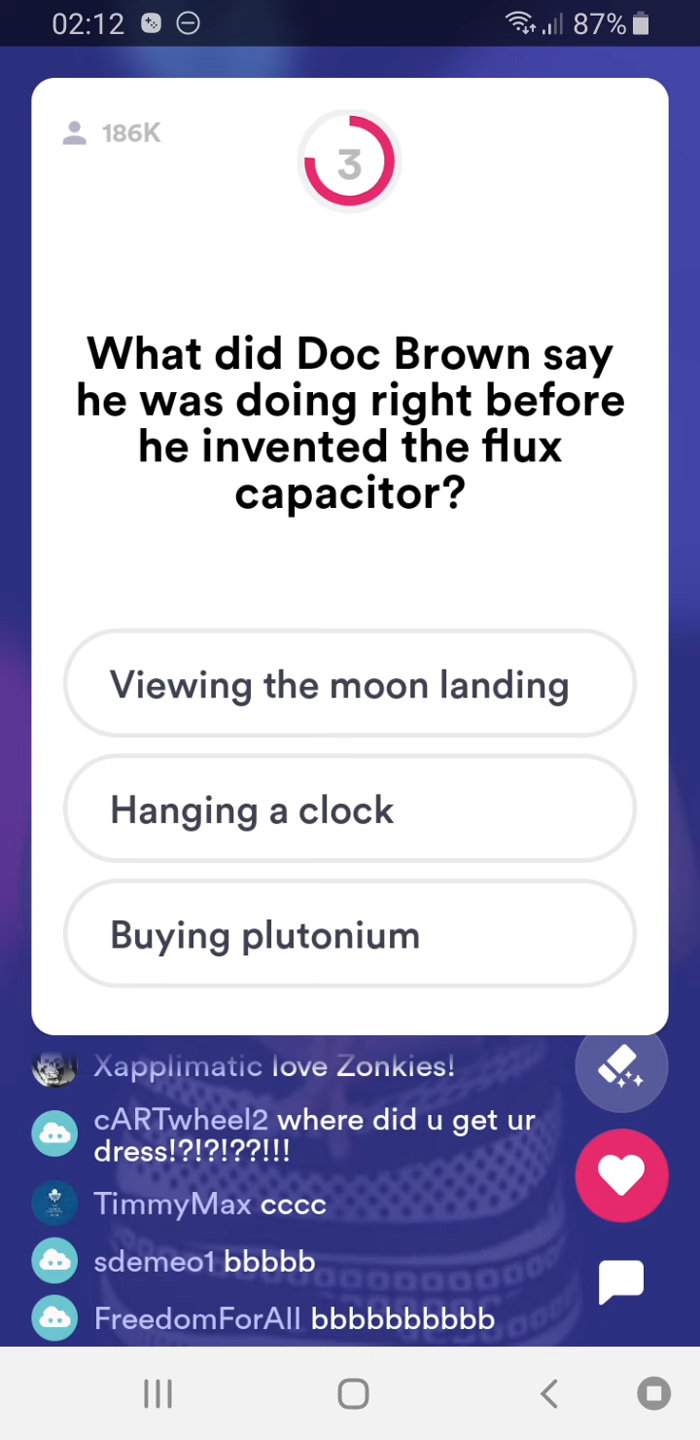 02:12 87%
186K
3
What did Doc Brown say
he was doing right before
he invented the flux
capacitor?
Viewing the moon landing
Hanging a clock
Buying plutonium
Xapplimatic love Zonkies!
cARTwheel2 where did u get ur
dress!?!?!??!!!
TimmyMax cccc
sdemeo1 bbbbb
FreedomForAll bbbbbbbbbb